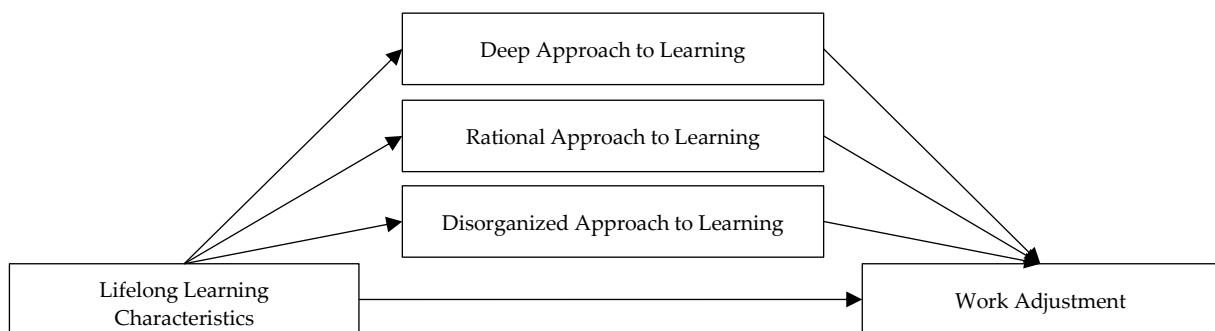 Deep Approach to Learning
Rational Approach to Learning
Disorganized Approach to Learning
Lifelong Learning
Characteristics
Work Adjustment